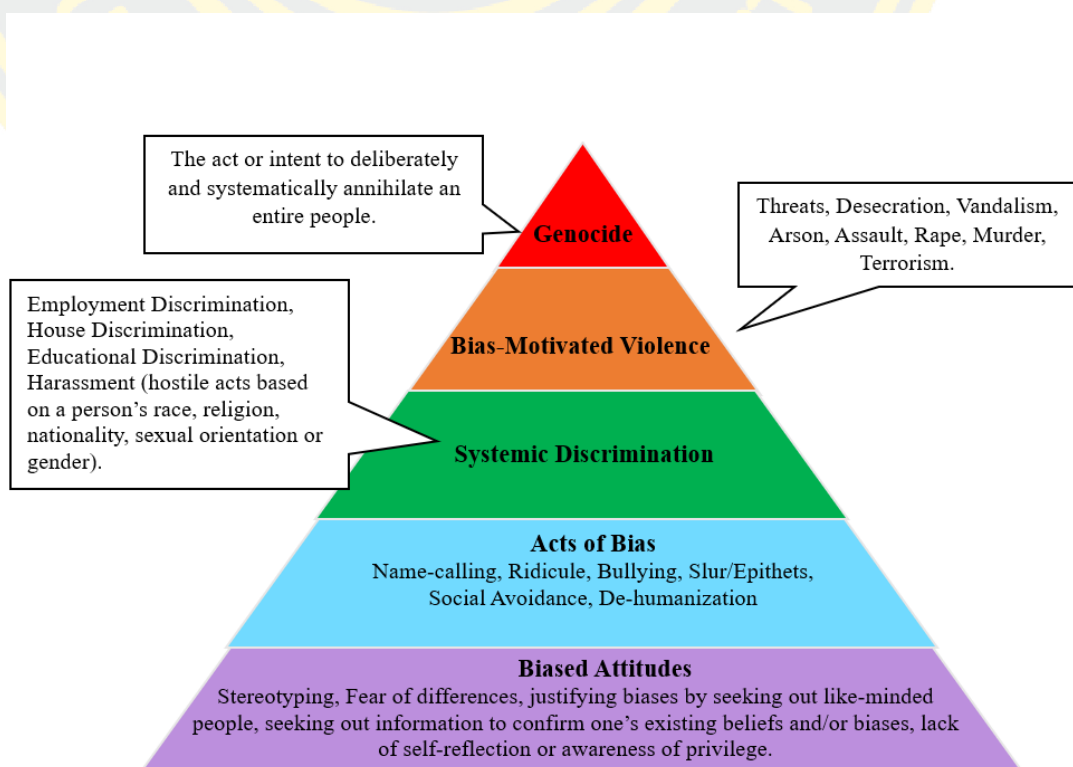 The act or intent to deliberately
and systematically annihilate an
entire people.
Genocide
Threats, Desecration, Vandalism,
Arson, Assault, Rape, Murder,
Terrorism.
Employment Discrimination,
House Discrimination,
Educational Discrimination,
Harassment (hostile acts based
on a person’s race, religion,
nationality, sexual orientation or
gender).
Bias-Motivated Violence
Systemic Discrimination
Acts of Bias
Name-calling, Ridicule, Bullying, Slur/Epithets,
Social Avoidance, De-humanization
Biased Attitudes
Stereotyping, Fear of differences, justifying biases by seeking out like-minded
people, seeking out information to confirm one’s existing beliefs and/or biases, lack
of self-reflection or awareness of privilege.